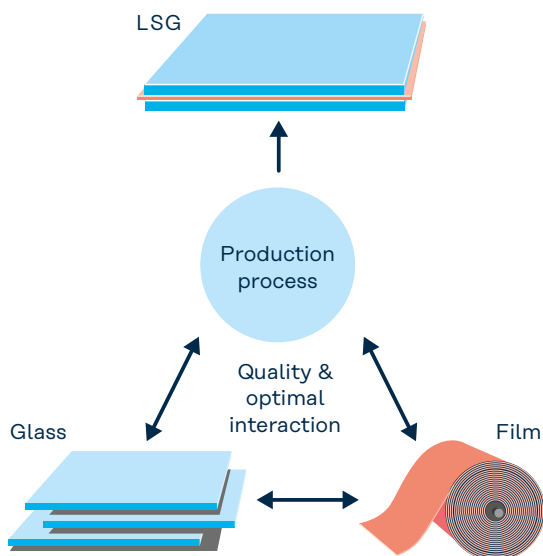 LSG
Production
process
Quality &
optimal
interaction
Glass
Film